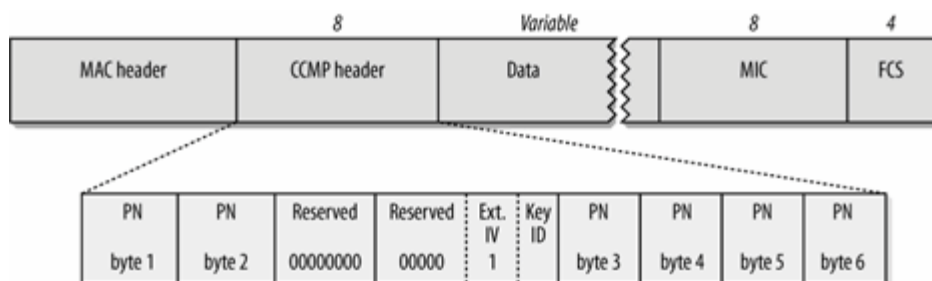 8 Variable 8 4
MAC header CCMP header Data MIC FCS
PN PN Reserved Reserved Ext. IV Key ID PN PN PN PN
byte 1 byte 2 00000000 00000 1 byte 3 byte 4 byte 5 byte 6